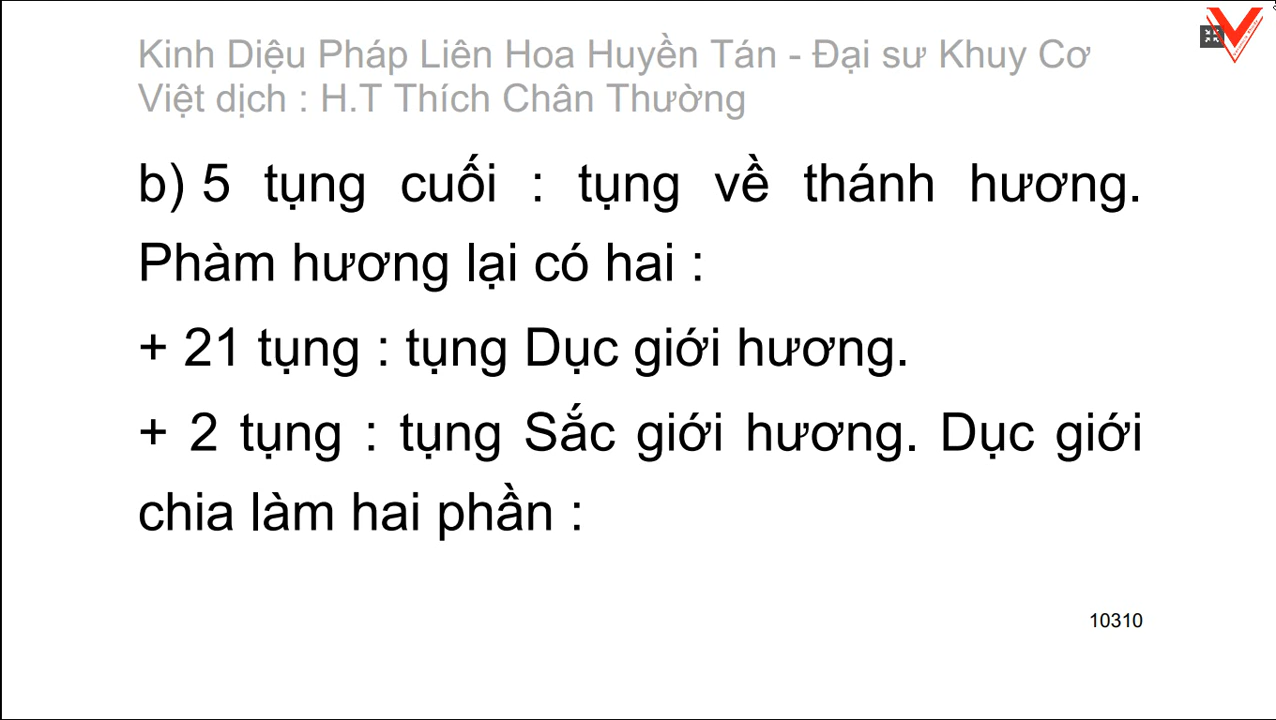 Kinh Diệu Pháp Liên Hoa Huyền Tán - Đại sư Khuy Cơ
Việt dịch : H.T Thích Chân Thường
b) 5 tụng cuối : tụng về thánh hương.
Phàm hương lại có hai :
+ 21 tụng : tụng Dục giới hương.
+ 2 tụng : tụng Sắc giới hương. Dục giới
chia làm hai phần :
10310